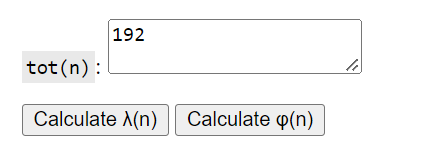 192
tot(n):
Calculate λ(n) Calculate φ(n)